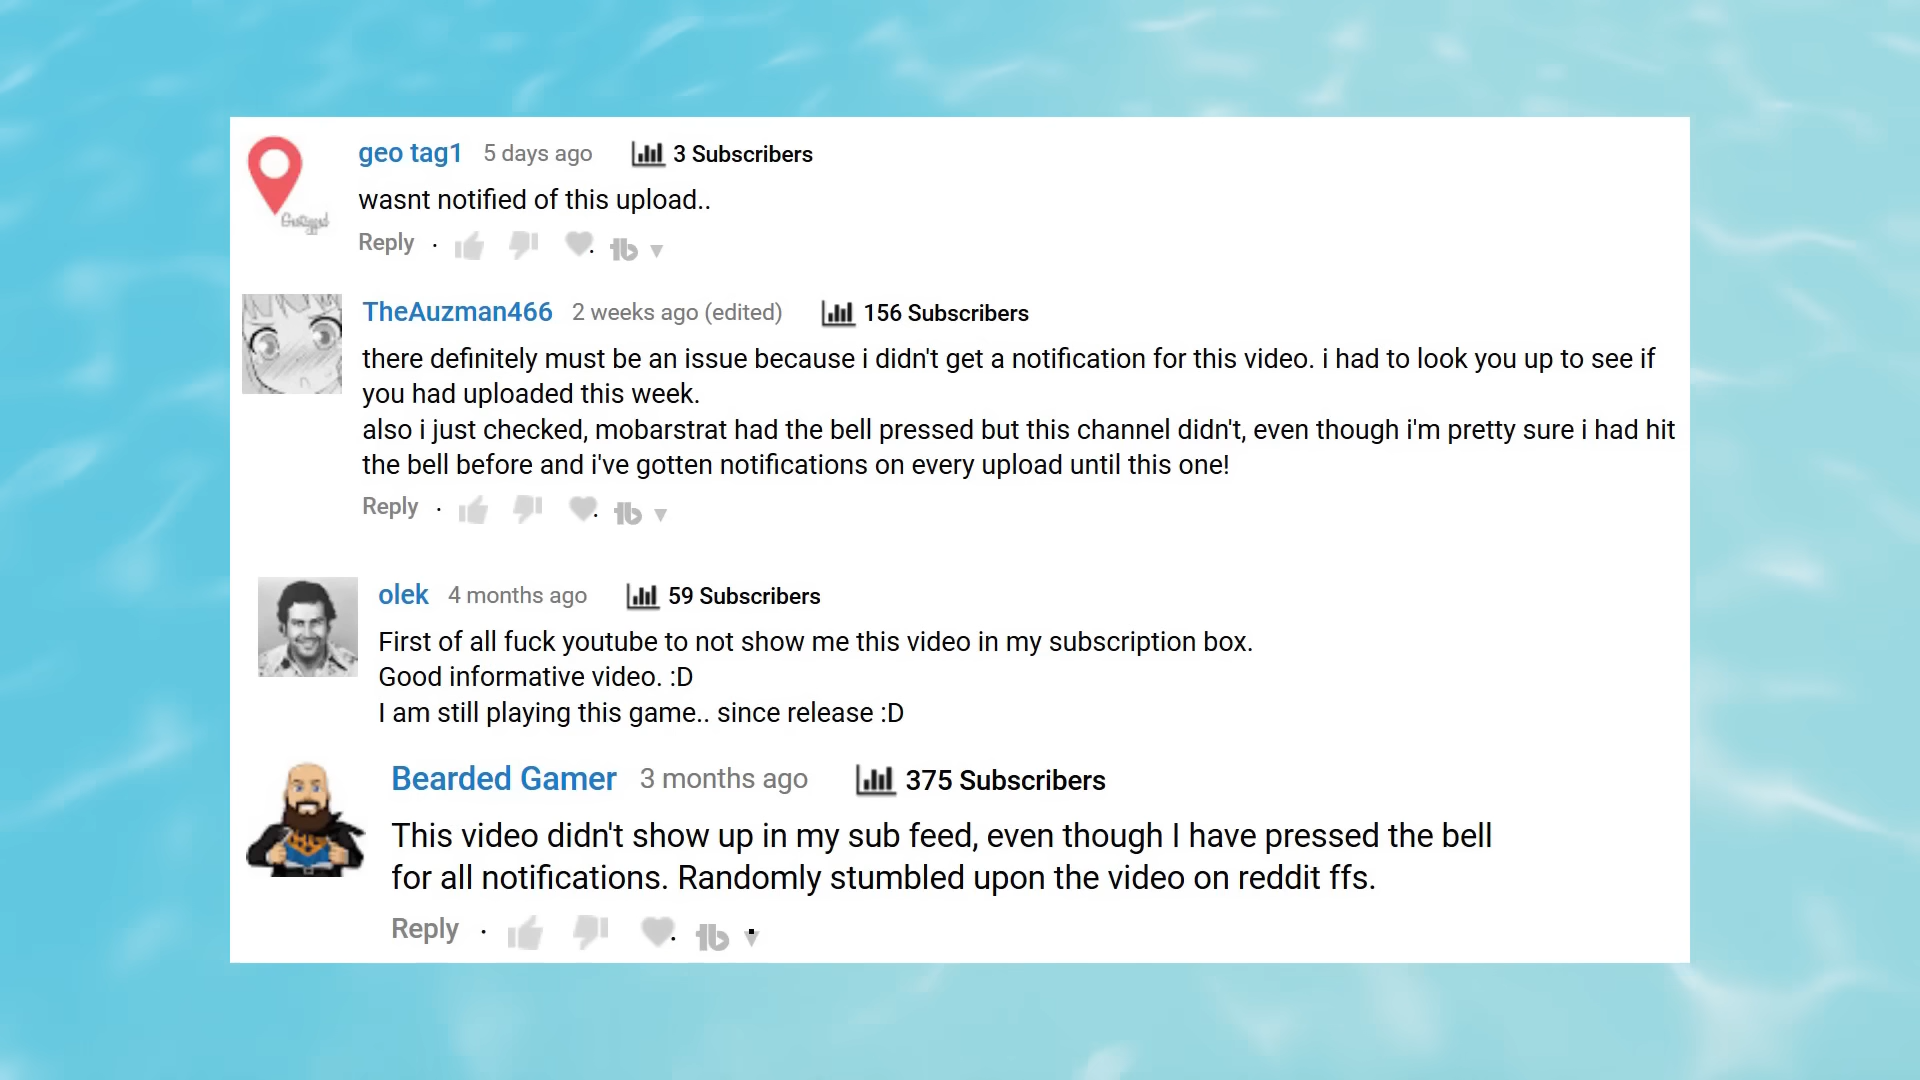 geo tag1 5 days ago 3 Subscribers
wasnt notified of this upload..
Reply
TheAuzman466 2 weeks ago (edited) 156 Subscribers
there definitely must be an issue because i didn't get a notification for this video. i had to look you up to see if
you had uploaded this week.
also i just checked, mobarstrat had the bell pressed but this channel didn't, even though i'm pretty sure i had hit
the bell before and i've gotten notifications on every upload until this one!
Reply
olek 4 months ago 59 Subscribers
First of all fuck youtube to not show me this video in my subscription box.
Good informative video. :D
I am still playing this game.. since release :D
Bearded Gamer 3 months ago 375 Subscribers
This video didn't show up in my sub feed, even though I have pressed the bell
for all notifications. Randomly stumbled upon the video on reddit ffs.
Reply